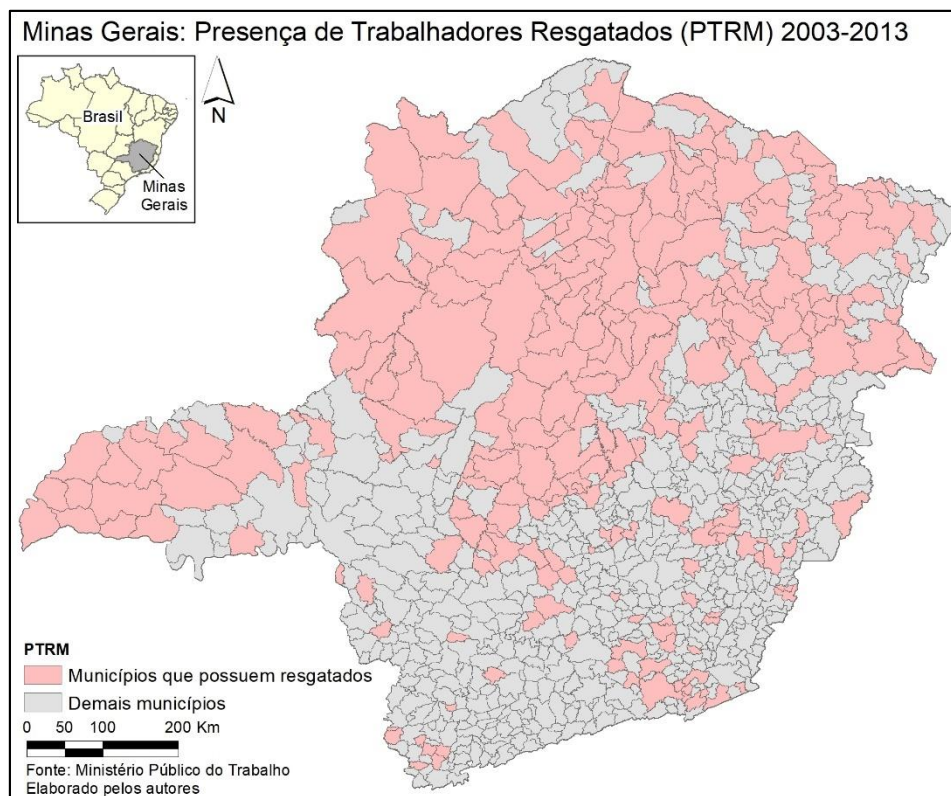 Minas Gerais: Presença de Trabalhadores Resgatados (PTRM) 2003-2013
Brasil
Minas
Gerais
N
PTRM
Municípios que possuem resgatados
Demais municípios
0 50 100 200 Km
Fonte: Ministério Público do Trabalho
Elaborado pelos autores